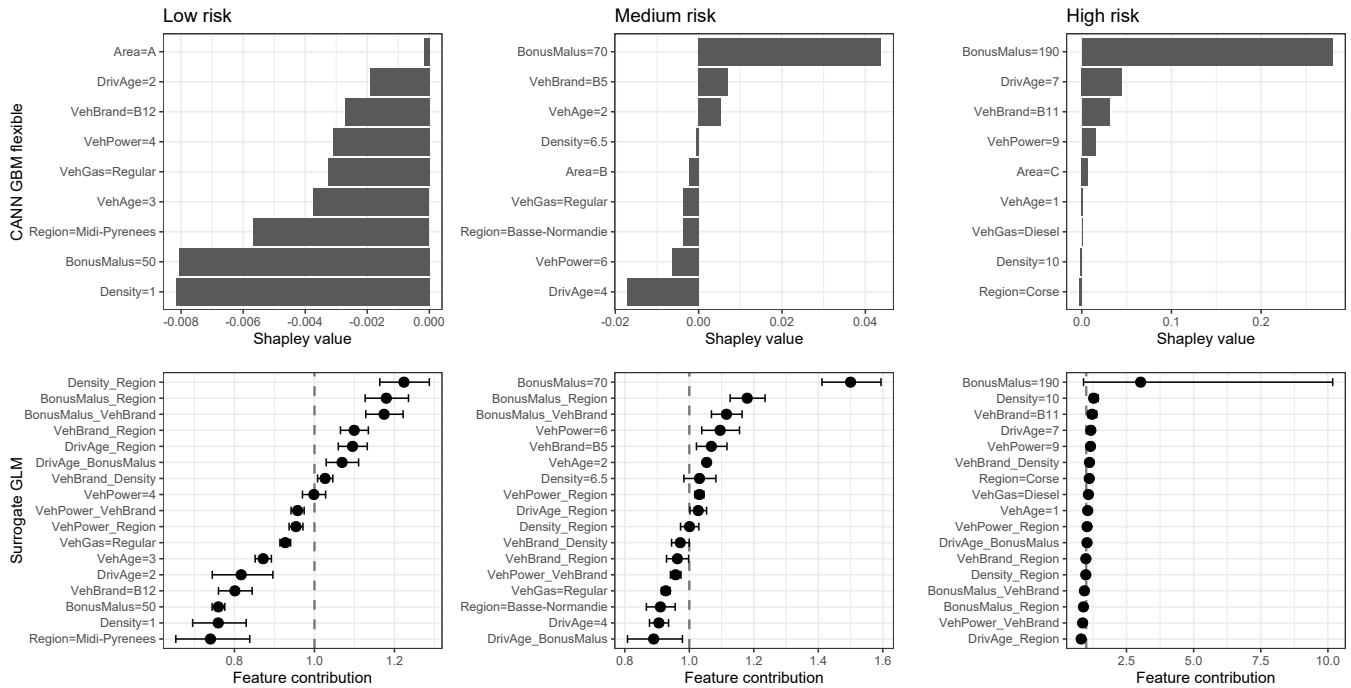 Low risk
Medium risk
High risk
CANN GBM flexible
Area=A
DrivAge=2
VehBrand=B12
VehPower=4
VehGas=Regular
VehAge=3
Region=Midi-Pyrenees
BonusMalus=50
Density=1
-0.008 -0.006 -0.004 -0.002 0.000
Shapley value
BonusMalus=70
VehBrand=B5
VehAge=2
Density=6.5
Area=B
VehGas=Regular
Region=Basse-Normandie
VehPower=6
DrivAge=4
-0.02 0.00 0.02 0.04
Shapley value
BonusMalus=190
DrivAge=7
VehBrand=B11
VehPower=9
Area=C
VehAge=1
VehGas=Diesel
Density=10
Region=Corse
0.0 0.1 0.2
Shapley value
Surrogate GLM
Density_Region
BonusMalus_Region
BonusMalus_VehBrand
VehBrand_Region
DrivAge_Region
DrivAge_BonusMalus
VehBrand_Density
VehPower=4
VehPower_VehBrand
VehPower_Region
VehGas=Regular
VehAge=3
DrivAge=2
VehBrand=B12
BonusMalus=50
Density=1
Region=Midi-Pyrenees
0.8 1.0 1.2
Feature contribution
BonusMalus=70
BonusMalus_Region
BonusMalus_VehBrand
VehPower=6
VehBrand=B5
VehAge=2
Density=6.5
VehPower_Region
DrivAge_Region
Density_Region
VehBrand_Density
VehBrand_Region
VehPower_VehBrand
VehGas=Regular
Region=Basse-Normandie
DrivAge=4
DrivAge_BonusMalus
0.8 1.0 1.2 1.4 1.6
Feature contribution
BonusMalus=190
Density=10
VehBrand=B11
DrivAge=7
VehPower=9
VehBrand_Density
Region=Corse
VehGas=Diesel
VehAge=1
VehPower_Region
DrivAge_BonusMalus
VehBrand_Region
Density_Region
BonusMalus_VehBrand
BonusMalus_Region
VehPower_VehBrand
DrivAge_Region
2.5 5.0 7.5 10.0
Feature contribution